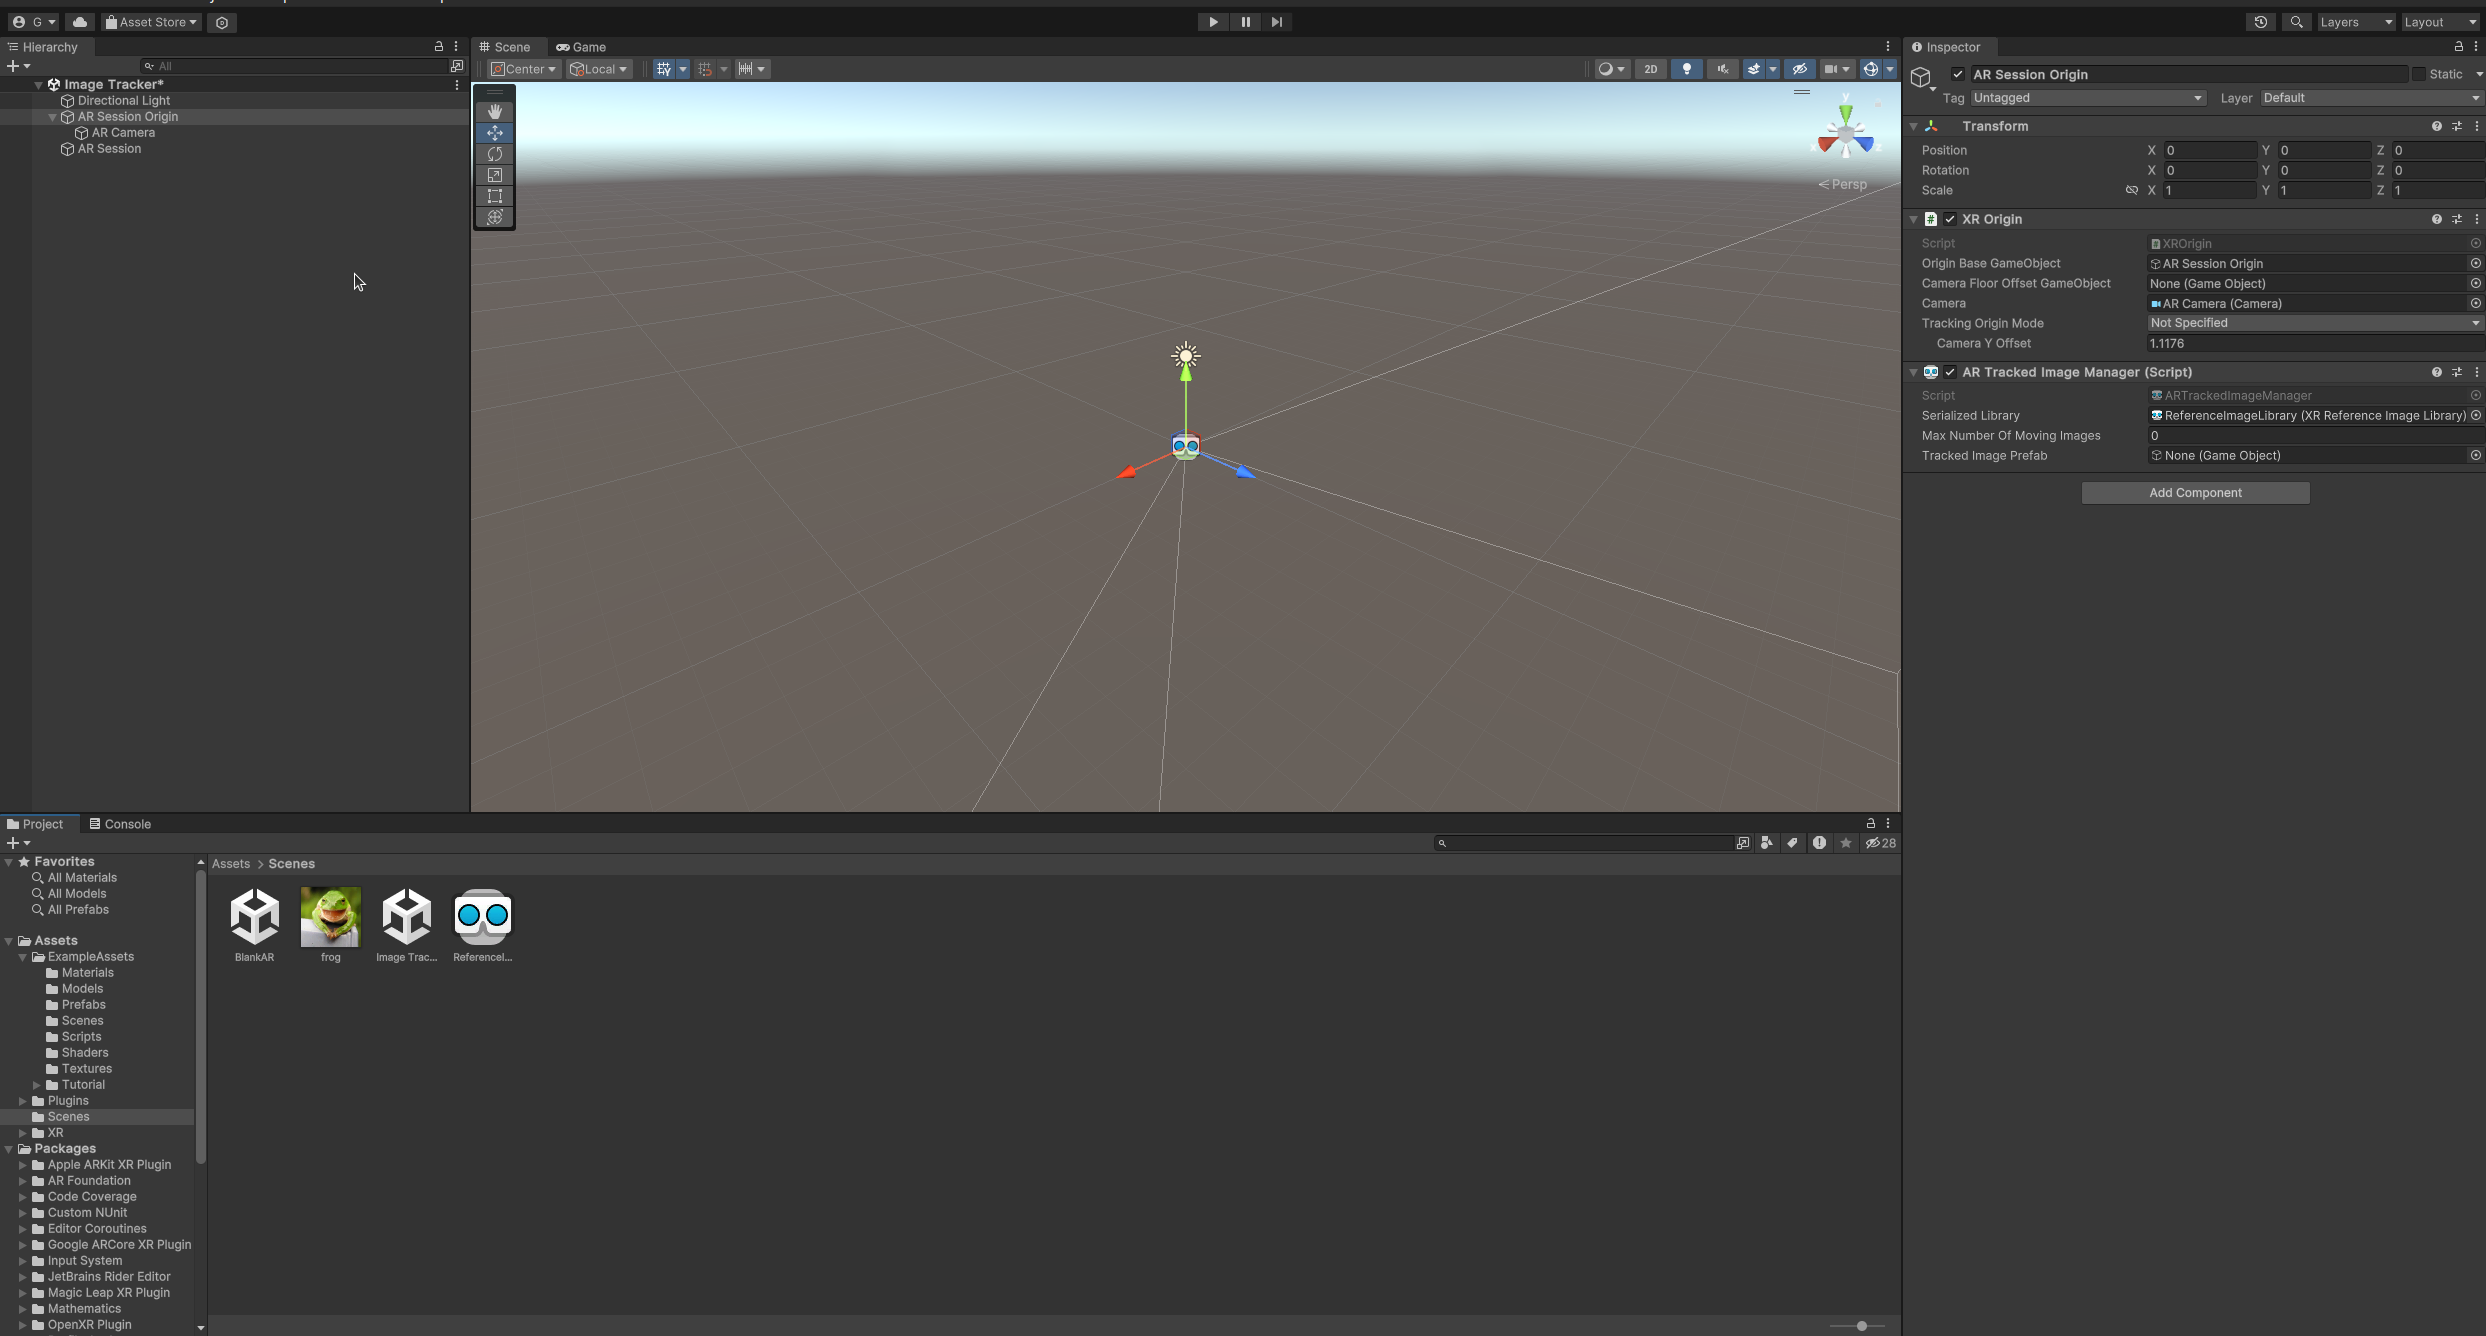 G
Asset Store
Layers
Layout
Hierarchy
All
Image Tracker*
Directional Light
AR Session Origin
AR Camera
AR Session
Scene
Game
Center
Local
2D
y
x
z
Persp
Inspector
AR Session Origin
Static
Tag
Untagged
Layer
Default
Transform
Position
X 0 Y 0 Z 0
Rotation
X 0 Y 0 Z 0
Scale
X 1 Y 1 Z 1
XR Origin
Script
XROrigin
Origin Base GameObject
AR Session Origin
Camera Floor Offset GameObject
None (Game Object)
Camera
AR Camera (Camera)
Tracking Origin Mode
Not Specified
Camera Y Offset
1.1176
AR Tracked Image Manager (Script)
Script
ARTrackedImageManager
Serialized Library
ReferenceImageLibrary (XR Reference Image Library)
Max Number Of Moving Images
0
Tracked Image Prefab
None (Game Object)
Add Component
Project
Console
28
Favorites
All Materials
All Models
All Prefabs
Assets
ExampleAssets
Materials
Models
Prefabs
Scenes
Scripts
Shaders
Textures
Tutorial
Plugins
Scenes
XR
Packages
Apple ARKit XR Plugin
AR Foundation
Code Coverage
Custom NUnit
Editor Coroutines
Google ARCore XR Plugin
Input System
JetBrains Rider Editor
Magic Leap XR Plugin
Mathematics
OpenXR Plugin
Assets > Scenes
BlankAR
frog
Image Trac...
ReferenceI...